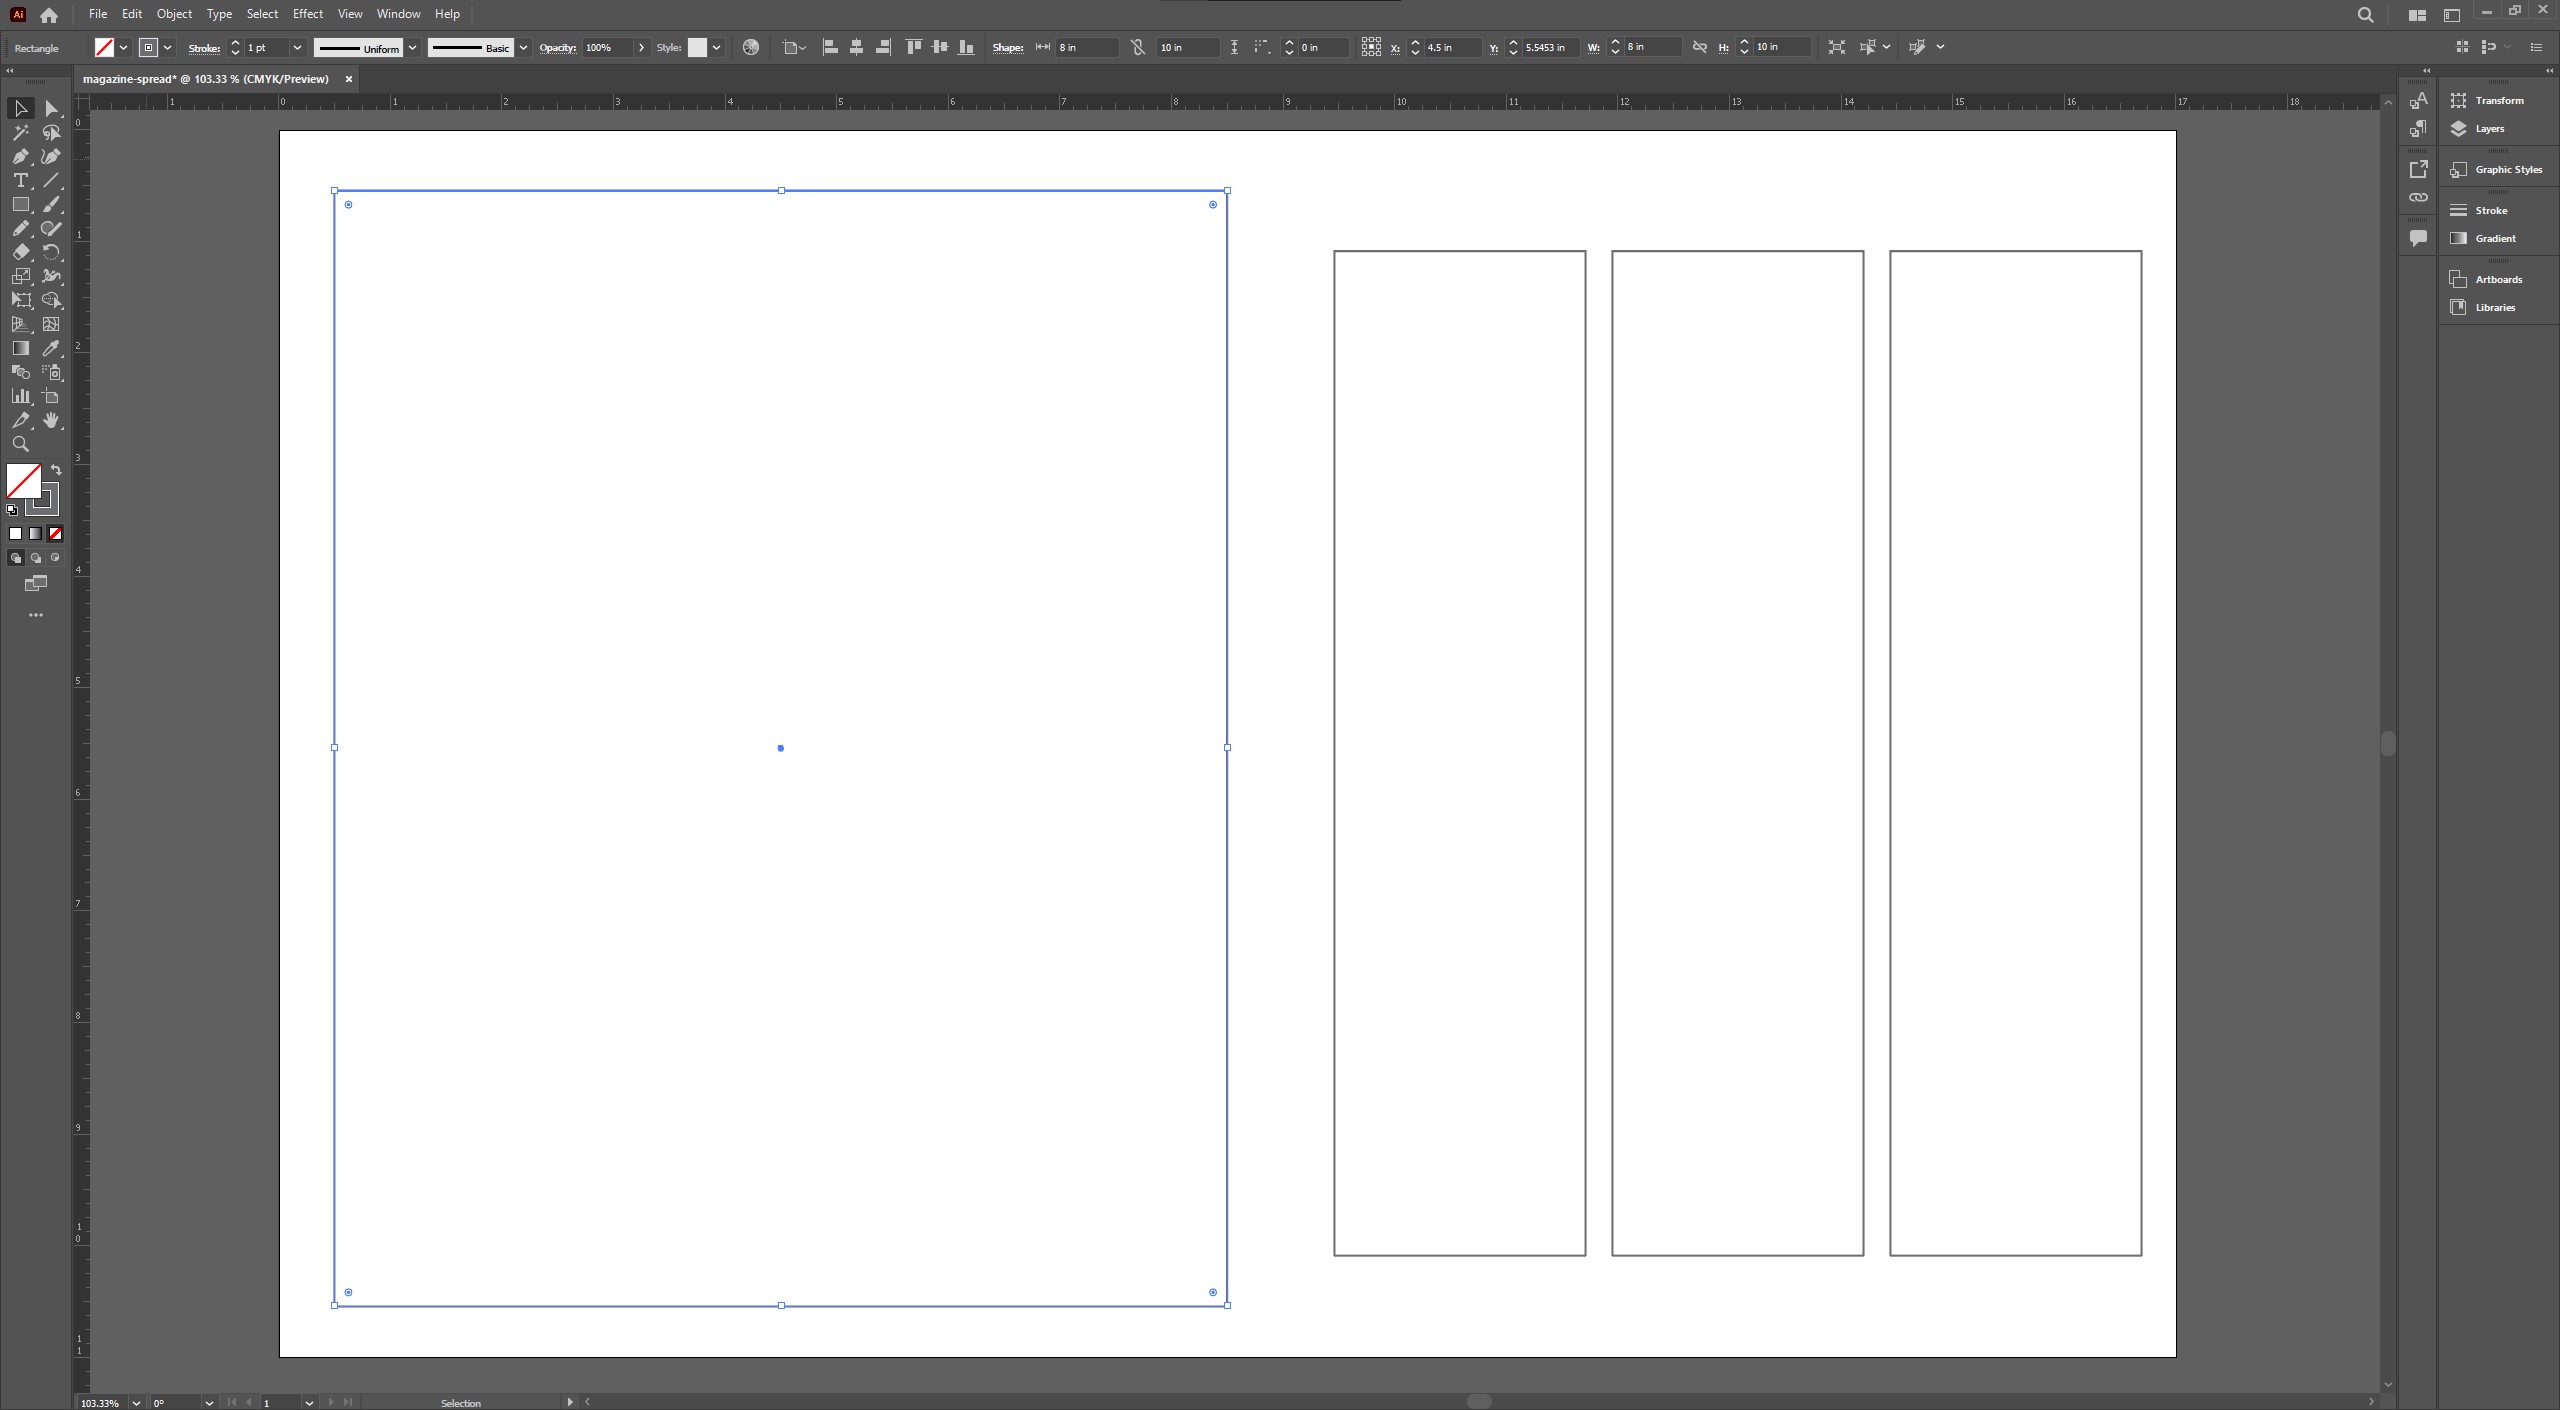 Ai File Edit Object Type Select Effect View Window Help
Rectangle Stroke: 1 pt Uniform Basic Opacity: 100% Style: Shape: 8 in 10 in 0 in X: 4.5 in Y: 5.5453 in W: 8 in H: 10 in
magazine-spread* @ 103.33 % (CMYK/Preview) ×
1 0 1 2 3 4 5 6 7 8 9 10 11 12 13 14 15 16 17 18
0
1
2
3
4
5
6
7
8
9
1
0
1
1
Transform
Layers
Graphic Styles
Stroke
Gradient
Artboards
Libraries
103.33% 0° 1 Selection